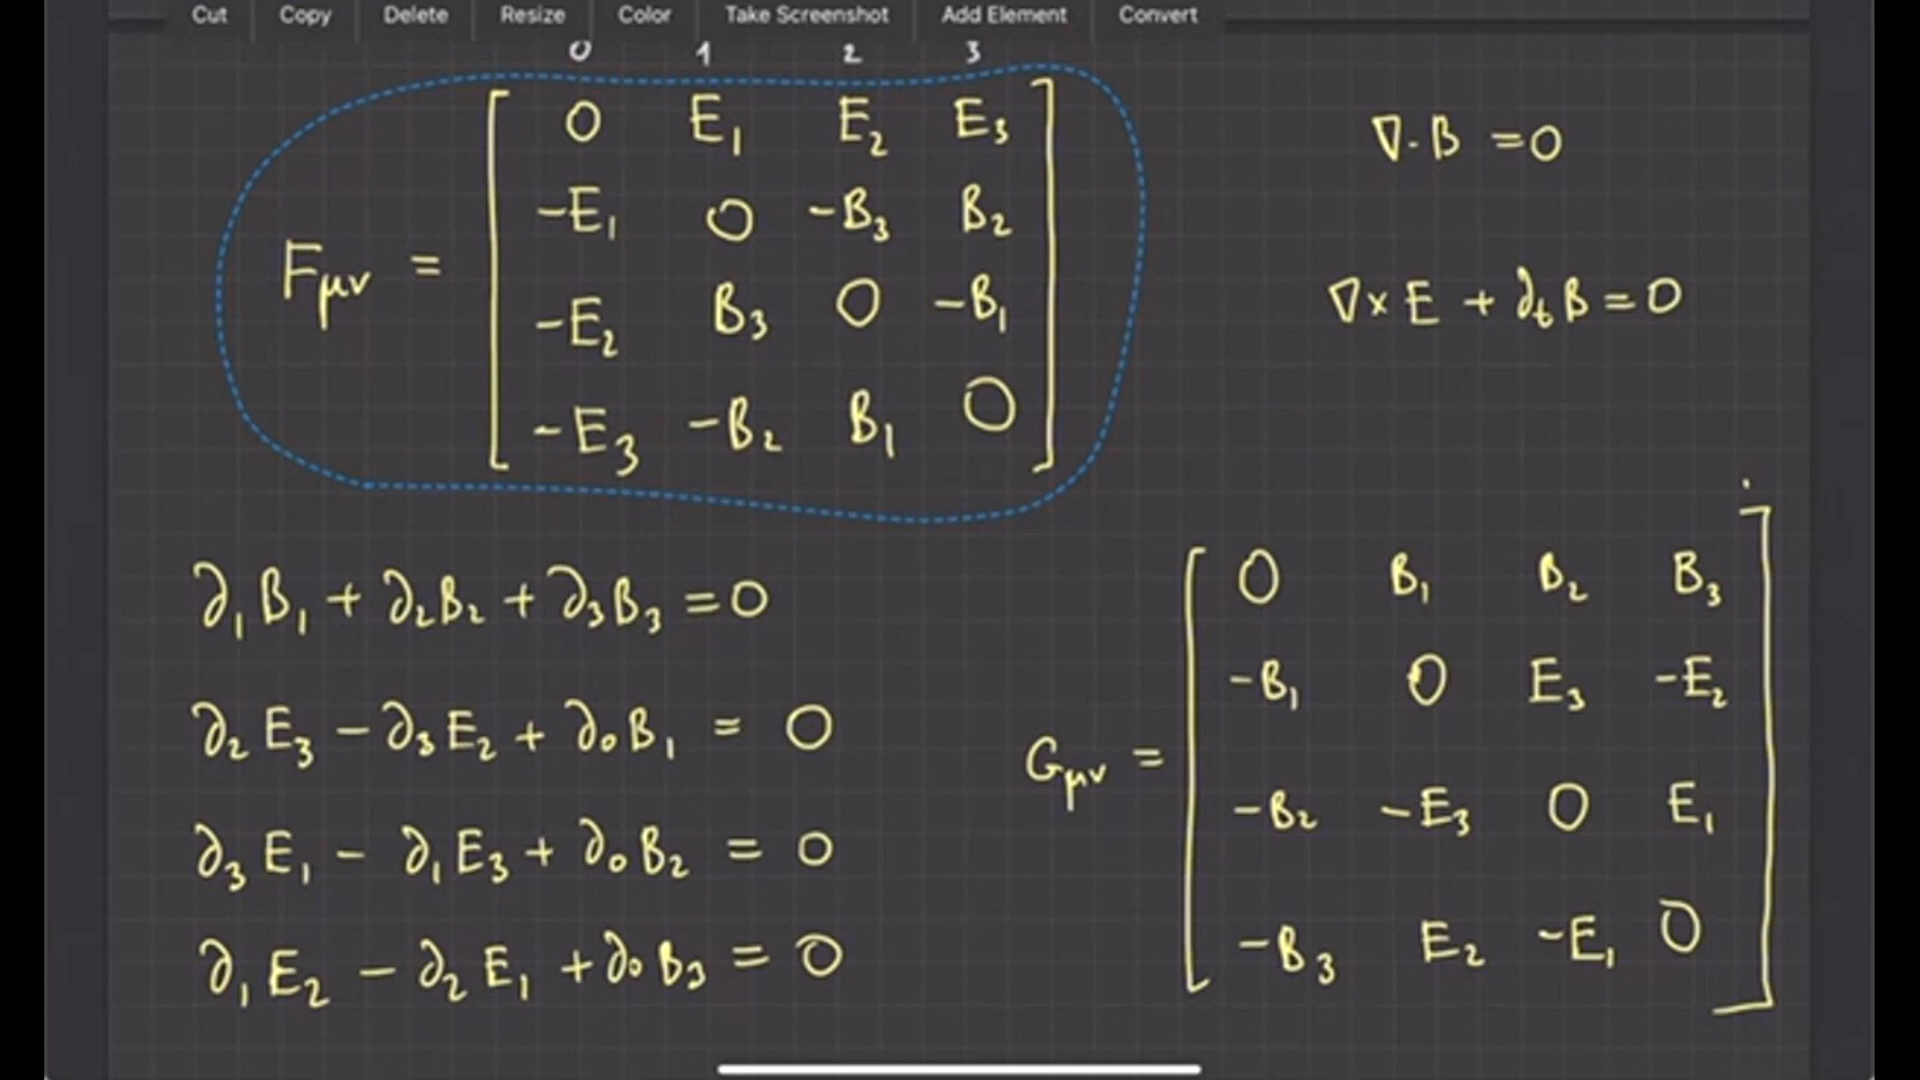 Cut Copy Delete Resize Color Take Screenshot Add Element Convert
0 1 2 3
0 E₁ E₂ E₃
-E₁ 0 -B₃ B₂
Fμν =
-E₂ B₃ 0 -B₁
-E₃ -B₂ B₁ 0
∇·B =0
∇×E + ∂tB=0
∂₁B₁ + ∂₂B₂ + ∂₃B₃ =0
∂₂E₃ - ∂₃E₂ + ∂₀B₁ = 0
∂₃E₁ - ∂₁E₃ + ∂₀B₂ = 0
∂₁E₂ - ∂₂E₁ + ∂₀B₃ = 0
0 B₁ B₂ B₃
-B₁ 0 E₃ -E₂
Gμν =
-B₂ -E₃ 0 E₁
-B₃ E₂ -E₁ 0